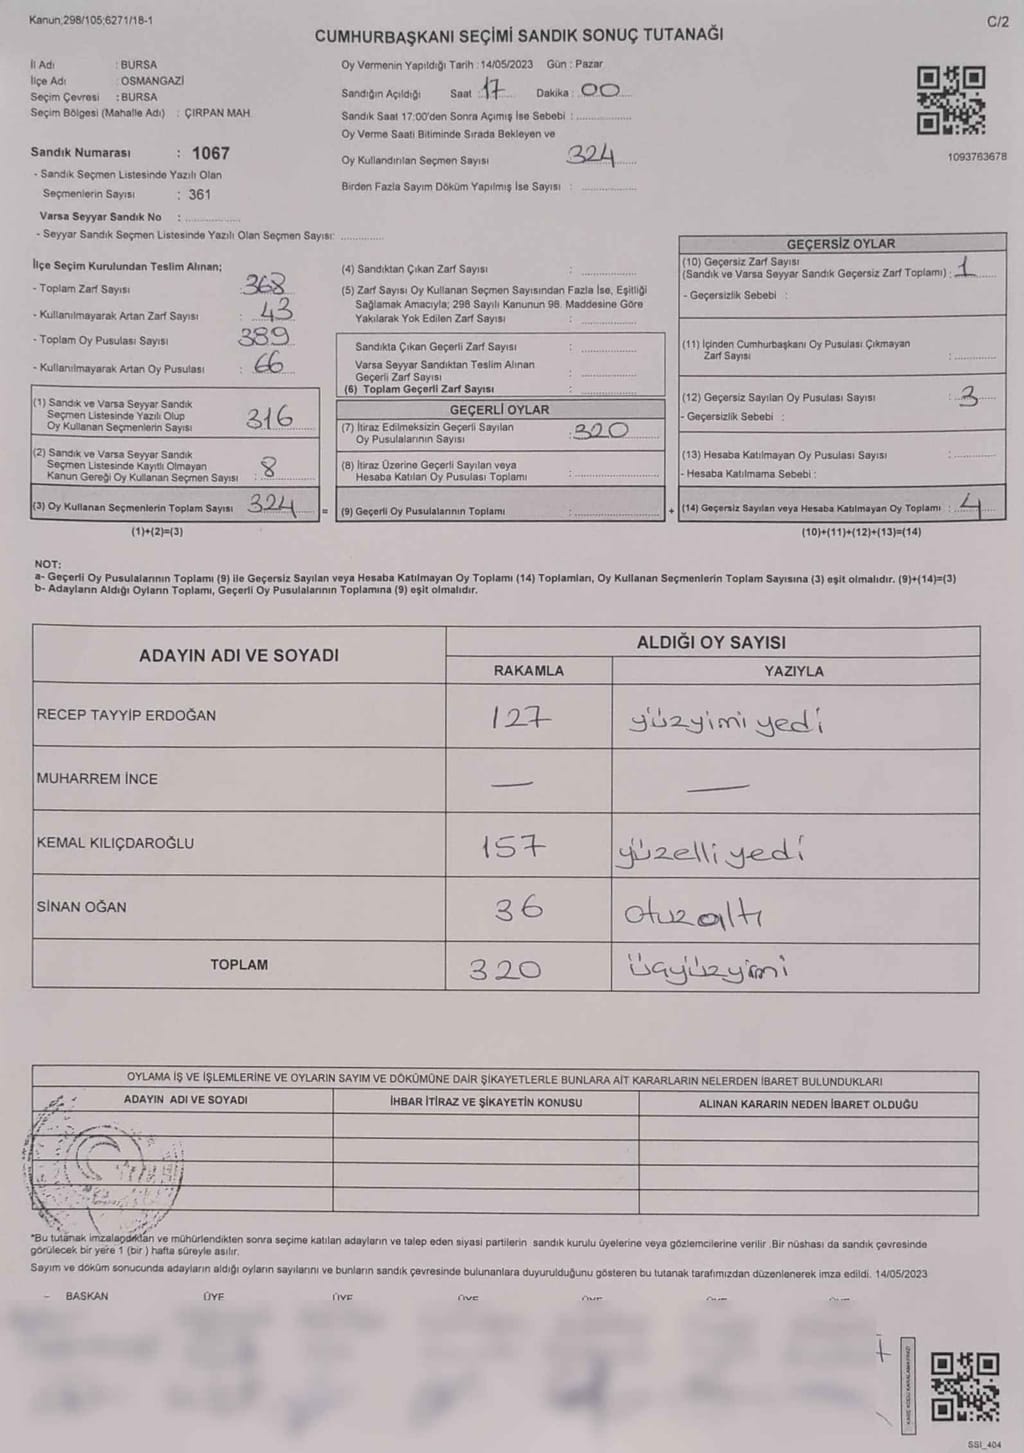 Kanun,298/105;6271/18-1
C/2
CUMHURBAŞKANI SEÇİMİ SANDIK SONUÇ TUTANAĞI
İl Adı : BURSA
İlçe Adı : OSMANGAZİ
Seçim Çevresi : BURSA
Seçim Bölgesi (Mahalle Adı) : ÇIRPAN MAH
Sandık Numarası : 1067
- Sandık Seçmen Listesinde Yazılı Olan
Seçmenlerin Sayısı : 361
Varsa Seyyar Sandık No :
- Seyyar Sandık Seçmen Listesinde Yazılı Olan Seçmen Sayısı:
Oy Vermenin Yapıldığı Tarih : 14/05/2023 Gün : Pazar
Sandığın Açıldığı Saat : 17 Dakika : 00
Sandık Saat 17:00'den Sonra Açımış İse Sebebi :
Oy Verme Saati Bitiminde Sırada Bekleyen ve
Oy Kullandırılan Seçmen Sayısı 324
Birden Fazla Sayım Döküm Yapılmış İse Sayısı :
1093763678
İlçe Seçim Kurulundan Teslim Alınan;
- Toplam Zarf Sayısı : 368
- Kullanılmayarak Artan Zarf Sayısı : 43
- Toplam Oy Pusulası Sayısı 389
- Kullanılmayarak Artan Oy Pusulası : 66
(1) Sandık ve Varsa Seyyar Sandık
Seçmen Listesinde Yazılı Olup
Oy Kullanan Seçmenlerin Sayısı 316
(2) Sandık ve Varsa Seyyar Sandık
Seçmen Listesinde Kayıtlı Olmayan
Kanun Gereği Oy Kullanan Seçmen Sayısı : 8
(3) Oy Kullanan Seçmenlerin Toplam Sayısı 324 =
(1)+(2)=(3)
(4) Sandıktan Çıkan Zarf Sayısı :
(5) Zarf Sayısı Oy Kullanan Seçmen Sayısından Fazla İse, Eşitliği
Sağlamak Amacıyla; 298 Sayılı Kanunun 98. Maddesine Göre
Yakılarak Yok Edilen Zarf Sayısı :
Sandıkta Çıkan Geçerli Zarf Sayısı :
Varsa Seyyar Sandıktan Teslim Alınan
Geçerli Zarf Sayısı :
(6) Toplam Geçerli Zarf Sayısı :
GEÇERLİ OYLAR
(7) İtiraz Edilmeksizin Geçerli Sayılan
Oy Pusulalarının Sayısı : 320
(8) İtiraz Üzerine Geçerli Sayılan veya
Hesaba Katılan Oy Pusulası Toplamı :
(9) Geçerli Oy Pusulalarının Toplamı : +
GEÇERSİZ OYLAR
(10) Geçersiz Zarf Sayısı
(Sandık ve Varsa Seyyar Sandık Geçersiz Zarf Toplamı) : 1
- Geçersizlik Sebebi :
(11) İçinden Cumhurbaşkanı Oy Pusulası Çıkmayan
Zarf Sayısı :
(12) Geçersiz Sayılan Oy Pusulası Sayısı : 3
- Geçersizlik Sebebi :
(13) Hesaba Katılmayan Oy Pusulası Sayısı :
- Hesaba Katılmama Sebebi :
(14) Geçersiz Sayılan veya Hesaba Katılmayan Oy Toplamı : 4
(10)+(11)+(12)+(13)=(14)
NOT:
a- Geçerli Oy Pusulalarının Toplamı (9) ile Geçersiz Sayılan veya Hesaba Katılmayan Oy Toplamı (14) Toplamları, Oy Kullanan Seçmenlerin Toplam Sayısına (3) eşit olmalıdır. (9)+(14)=(3)
b- Adayların Aldığı Oyların Toplamı, Geçerli Oy Pusulalarının Toplamına (9) eşit olmalıdır.
ADAYIN ADI VE SOYADI
ALDIĞI OY SAYISI
RAKAMLA YAZIYLA
RECEP TAYYİP ERDOĞAN 127 yüzyimi yedi
MUHARREM İNCE — —
KEMAL KILIÇDAROĞLU 157 yüzelli yedi
SİNAN OĞAN 36 otuzaltı
TOPLAM 320 üçyüzyimi
OYLAMA İŞ VE İŞLEMLERİNE VE OYLARIN SAYIM VE DÖKÜMÜNE DAİR ŞİKAYETLERLE BUNLARA AİT KARARLARIN NELERDEN İBARET BULUNDUKLARI
ADAYIN ADI VE SOYADI İHBAR İTİRAZ VE ŞİKAYETİN KONUSU ALINAN KARARIN NEDEN İBARET OLDUĞU
*Bu tutanak imzalandıktan ve mühürlendikten sonra seçime katılan adayların ve talep eden siyasi partilerin sandık kurulu üyelerine veya gözlemcilerine verilir .Bir nüshası da sandık çevresinde
görülecek bir yere 1 (bir ) hafta süreyle asılır.
Sayım ve döküm sonucunda adayların aldığı oyların sayılarını ve bunların sandık çevresinde bulunanlara duyurulduğunu gösteren bu tutanak tarafımızdan düzenlenerek imza edildi. 14/05/2023
BAŞKAN ÜYE ÜYE ÜYE
KARE KODU KARALAMAYINIZ!
SSI_404